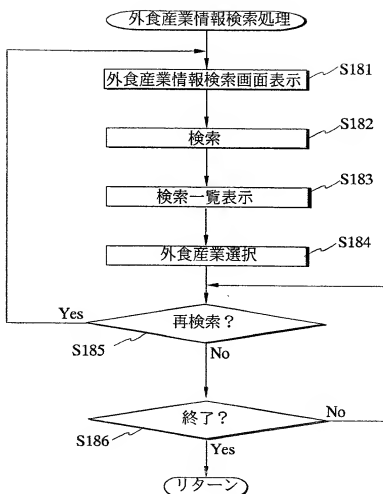 外食産業情報検索処理
外食産業情報検索画面表示
S181
検索
S182
検索一覧表示
S183
外食産業選択
S184
再検索？
Yes
S185
No
終了？
No
S186
Yes
リターン